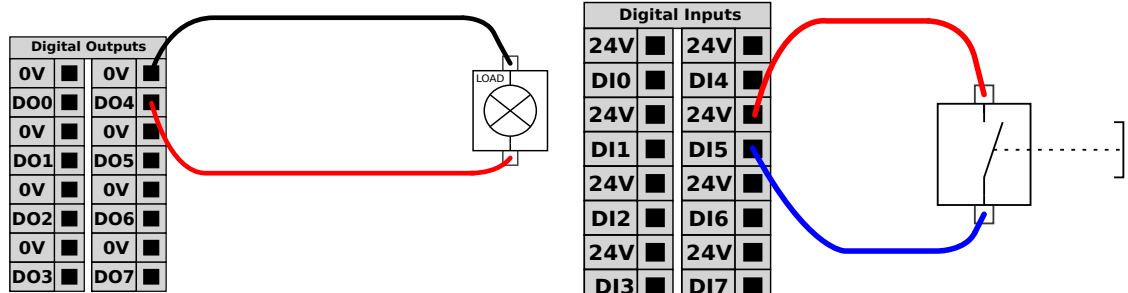 Digital Outputs
0V 0V
DO0 DO4
0V 0V
DO1 DO5
0V 0V
DO2 DO6
0V 0V
DO3 DO7
LOAD
Digital Inputs
24V 24V
DI0 DI4
24V 24V
DI1 DI5
24V 24V
DI2 DI6
24V 24V
DI3 DI7